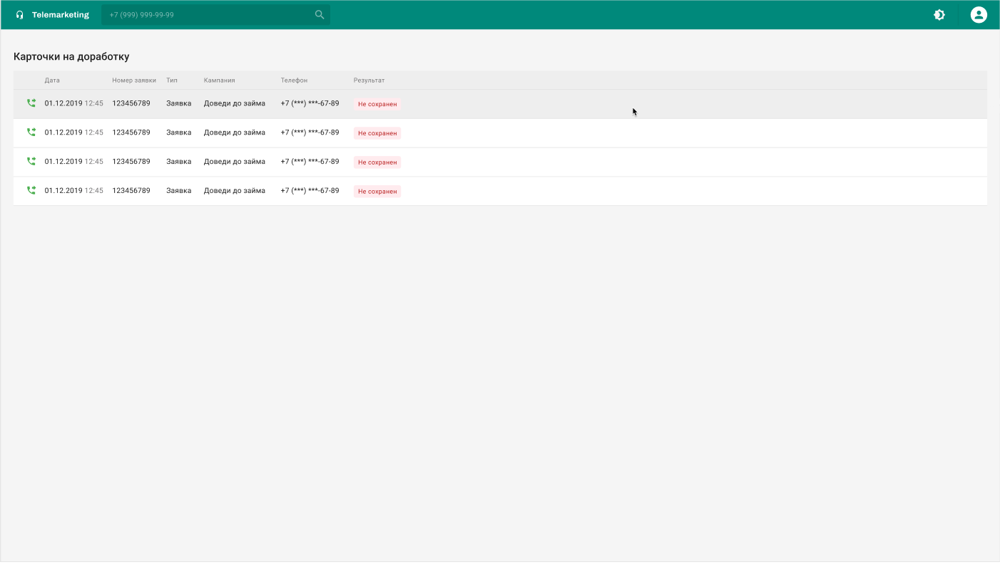 Telemarketing +7 (999) 999-99-99
Карточки на доработку
Дата Номер заявки Тип Кампания Телефон Результат
01.12.2019 12:45 123456789 Заявка Доведи до займа +7 (***) ***-67-89 Не сохранен
01.12.2019 12:45 123456789 Заявка Доведи до займа +7 (***) ***-67-89 Не сохранен
01.12.2019 12:45 123456789 Заявка Доведи до займа +7 (***) ***-67-89 Не сохранен
01.12.2019 12:45 123456789 Заявка Доведи до займа +7 (***) ***-67-89 Не сохранен